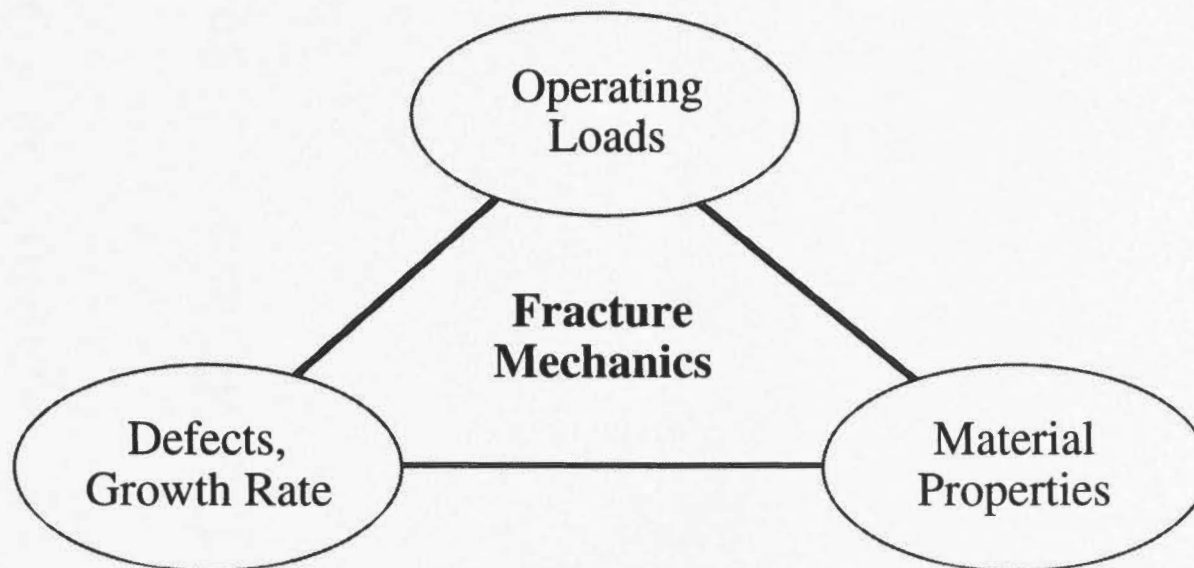 Operating
Loads
Fracture
Mechanics
Defects,
Growth Rate
Material
Properties